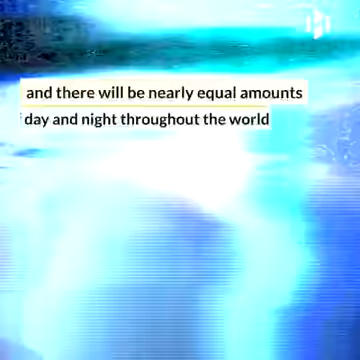 and there will be nearly equal amounts
day and night throughout the world